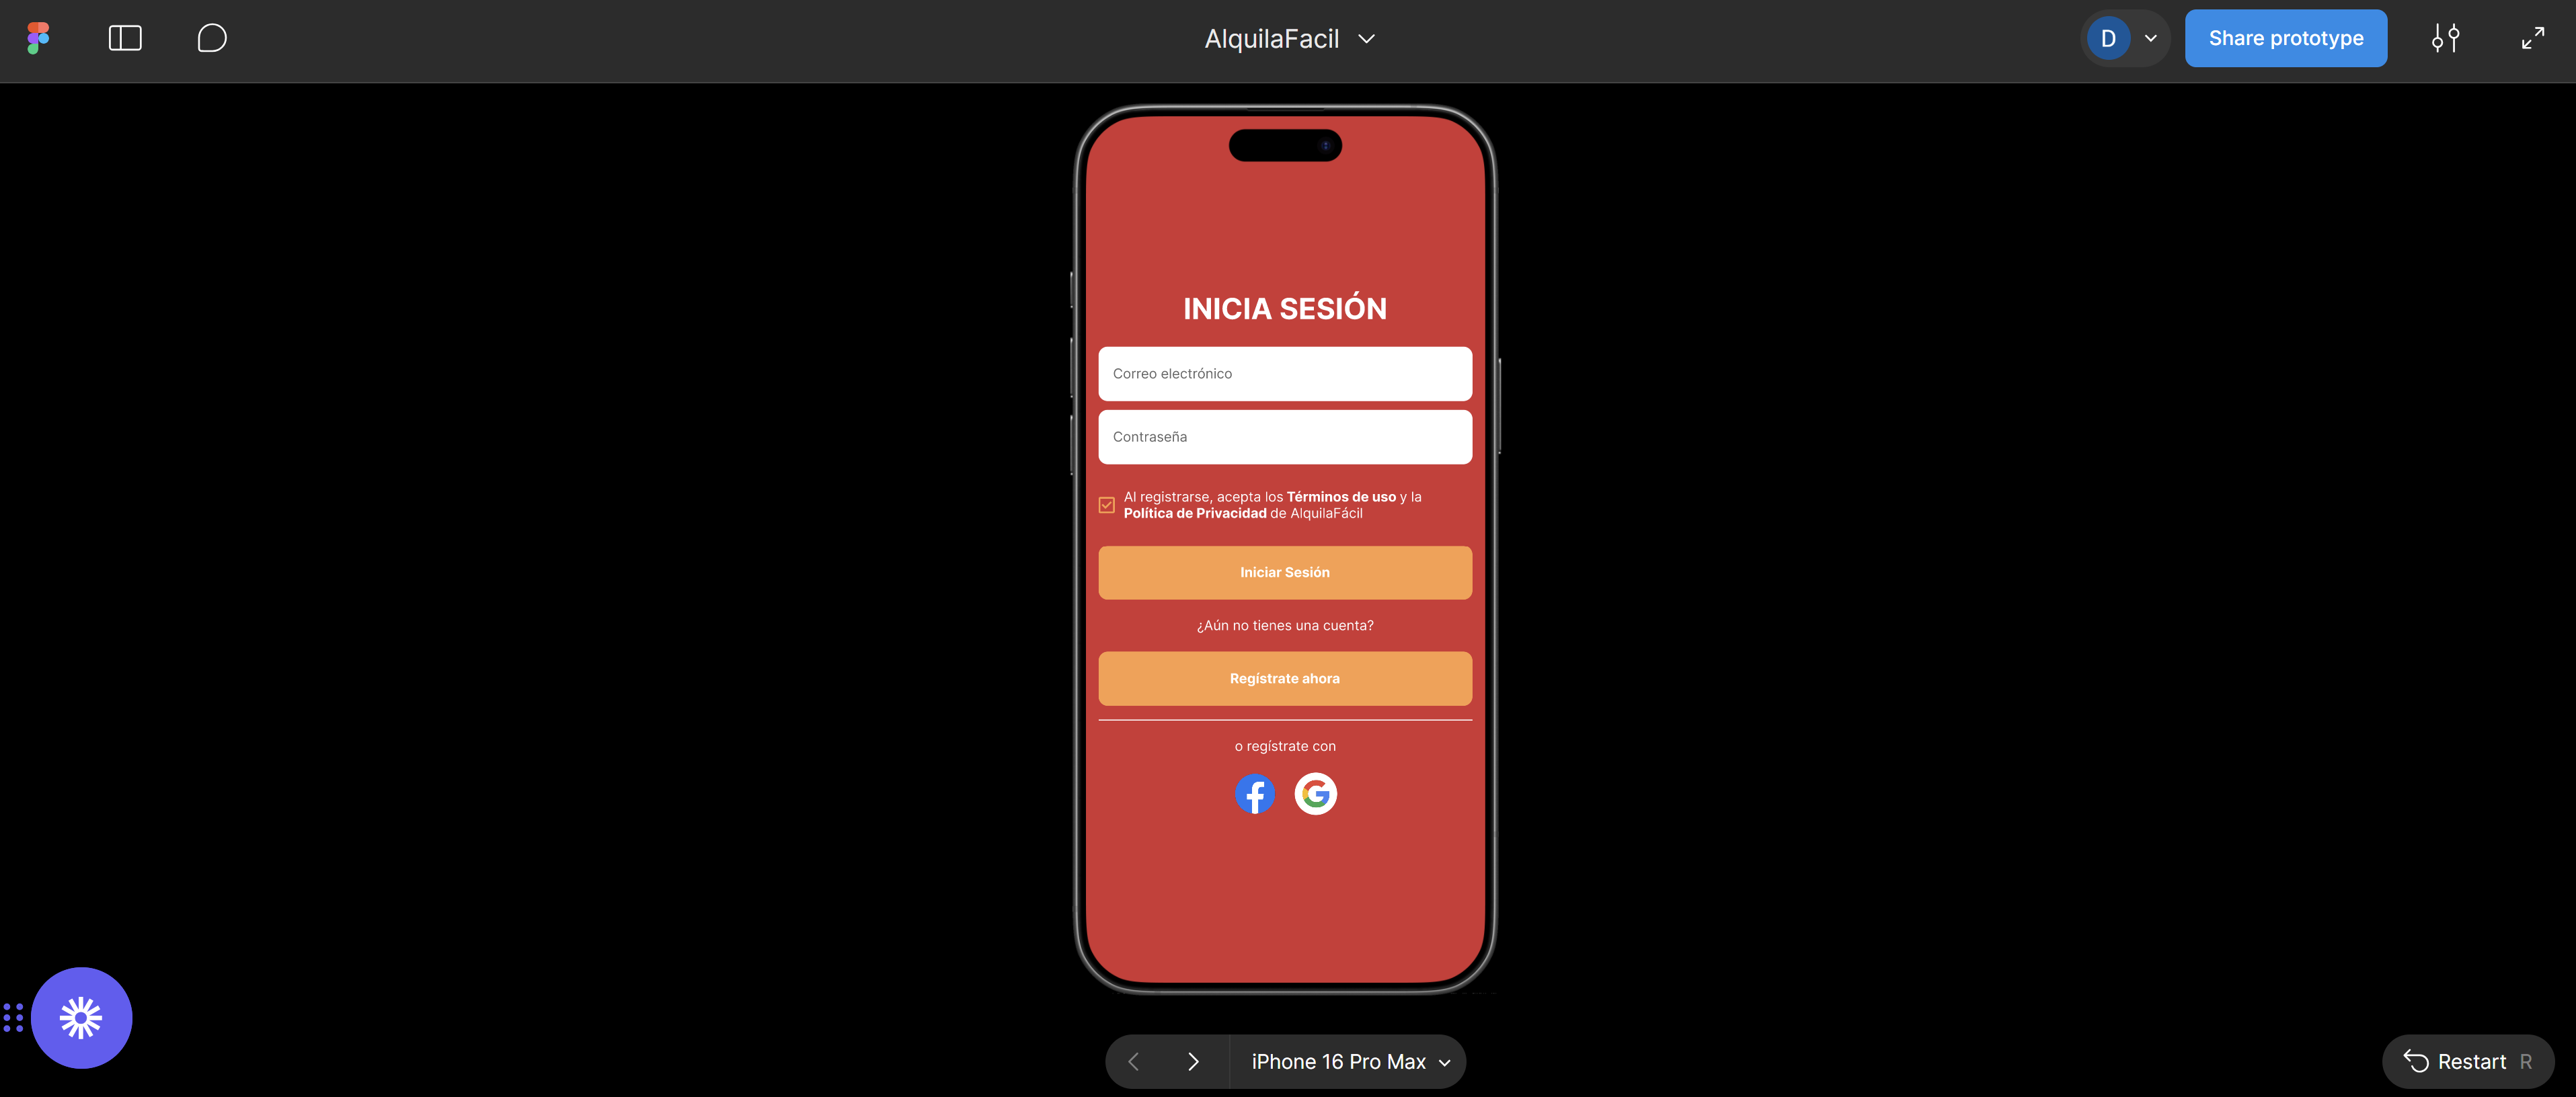 AlquilaFacil
D
Share prototype
INICIA SESIÓN
Correo electrónico
Contraseña
Al registrarse, acepta los Términos de uso y la
Política de Privacidad de AlquilaFácil
Iniciar Sesión
¿Aún no tienes una cuenta?
Regístrate ahora
o regístrate con
iPhone 16 Pro Max
Restart R